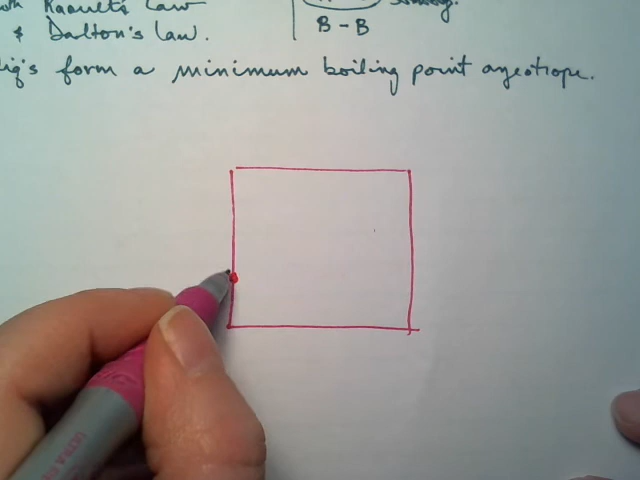 Raoult's Law
& Dalton's law.
B-B
form a minimum boiling point azeotrope.